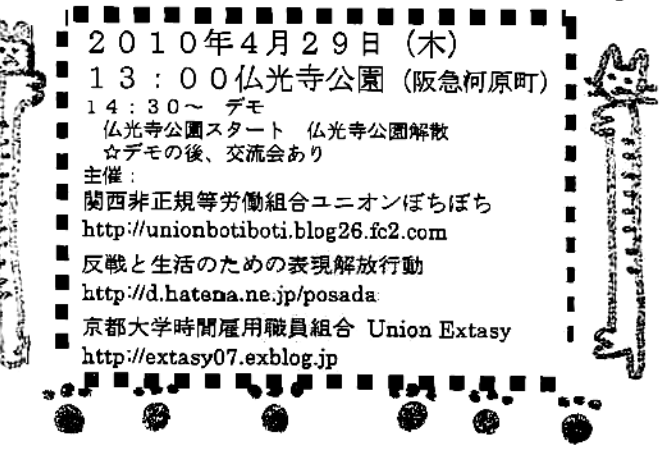 ２０１０年４月２９日（木）
１３：００仏光寺公園（阪急河原町）
１４：３０～　デモ
仏光寺公園スタート　仏光寺公園解散
☆デモの後、交流会あり
主催：
関西非正規等労働組合ユニオンぼちぼち
http://unionbotiboti.blog26.fc2.com
反戦と生活のための表現解放行動
http://d.hatena.ne.jp/posada
京都大学時間雇用職員組合 Union Extasy
http://extasy07.exblog.jp